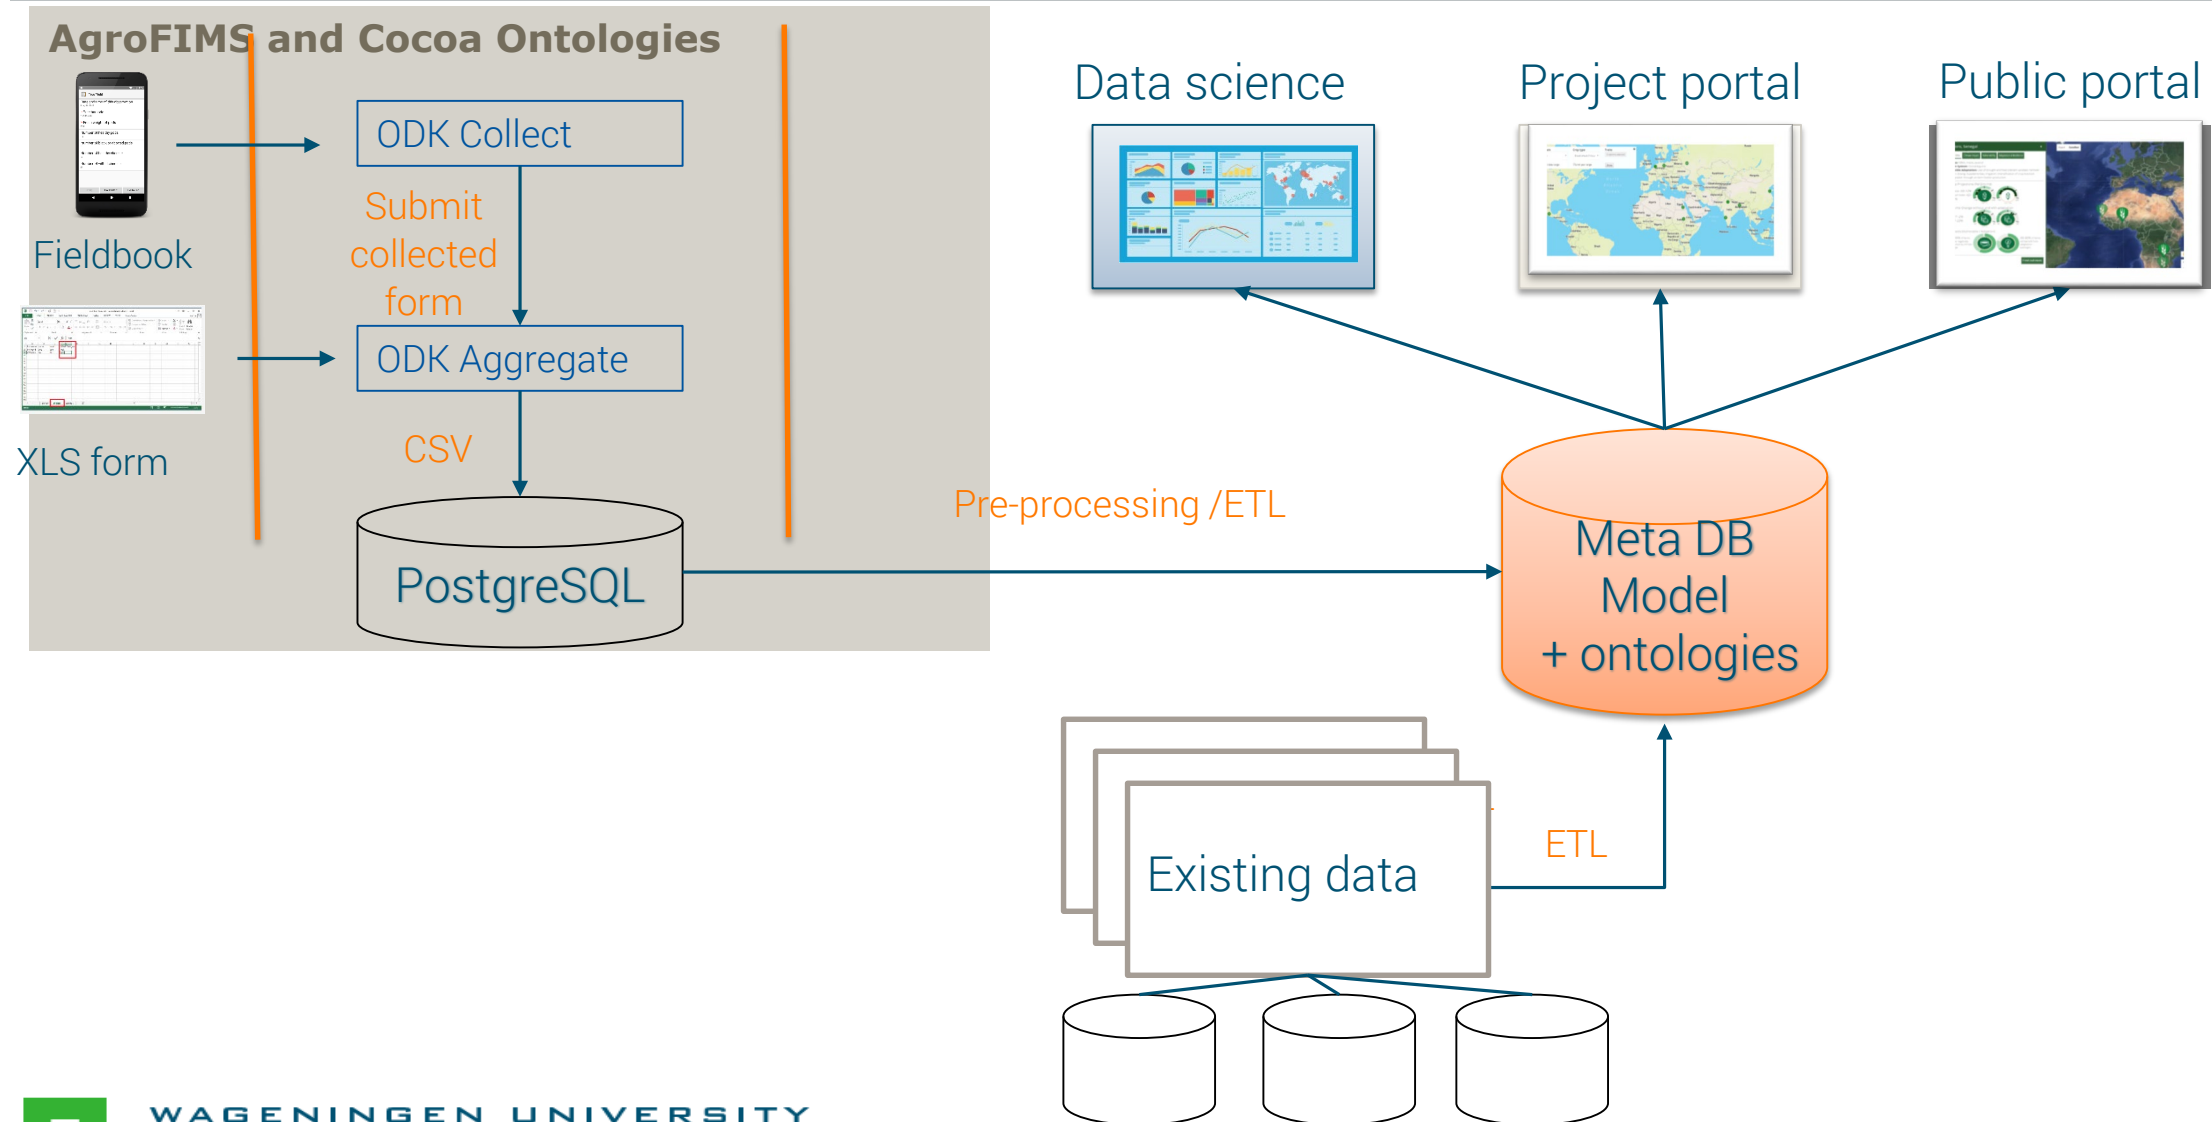 AgroFIMS and Cocoa Ontologies
Fieldbook
XLS form
ODK Collect
Submit
collected
form
ODK Aggregate
CSV
PostgreSQL
Pre-processing /ETL
Data science
Project portal
Public portal
Meta DB
Model
+ ontologies
Existing data
ETL
WAGENINGEN UNIVERSITY